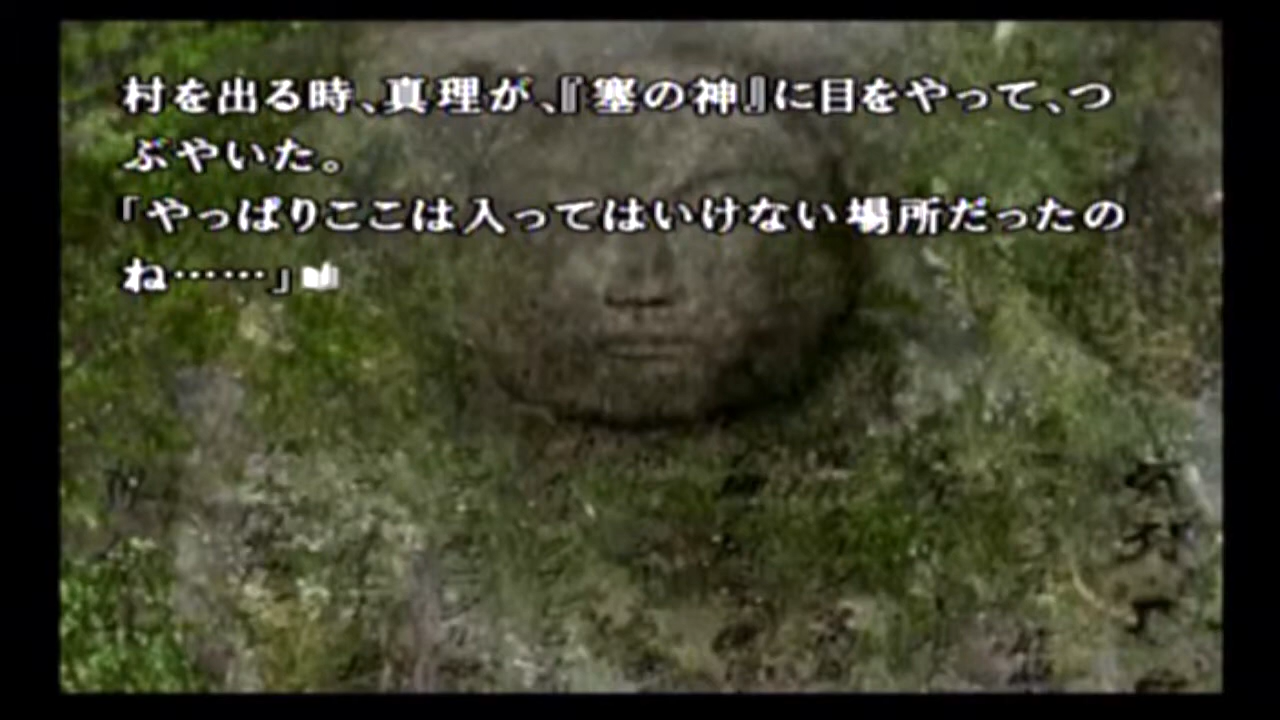 村を出る時、真理が、『塞の神』に目をやって、つ
ぶやいた。
「やっぱりここは入ってはいけない場所だったの
ね……」